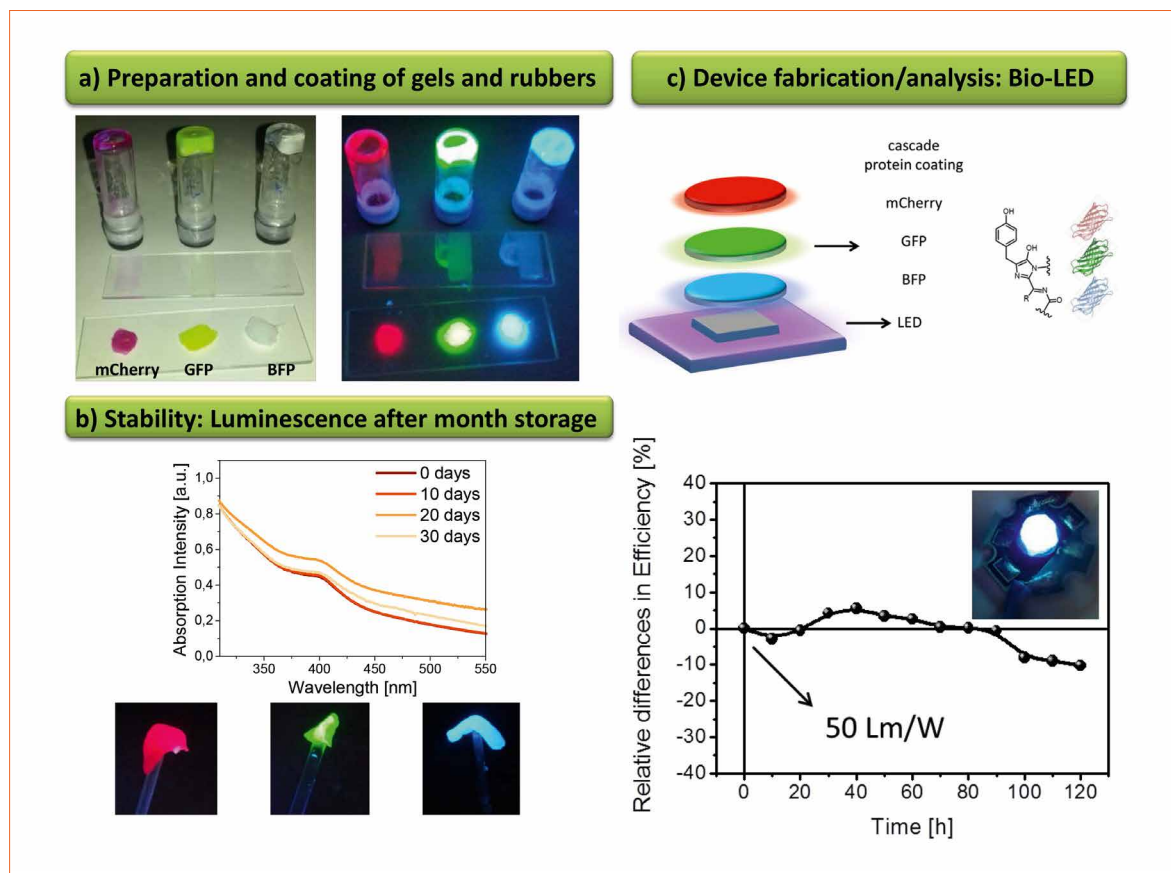 a) Preparation and coating of gels and rubbers
mCherry
GFP
BFP
b) Stability: Luminescence after month storage
Absorption Intensity [a.u.]
1,0
0,8
0,6
0,4
0,2
0,0
0 days
10 days
20 days
30 days
350
400
450
500
550
Wavelength [nm]
c) Device fabrication/analysis: Bio-LED
cascade
protein coating
mCherry
GFP
BFP
LED
OH
OH
N
N
N
R
O
Relative differences in Efficiency [%]
40
30
20
10
0
-10
-20
-30
-40
50 Lm/W
0
20
40
60
80
100
120
Time [h]